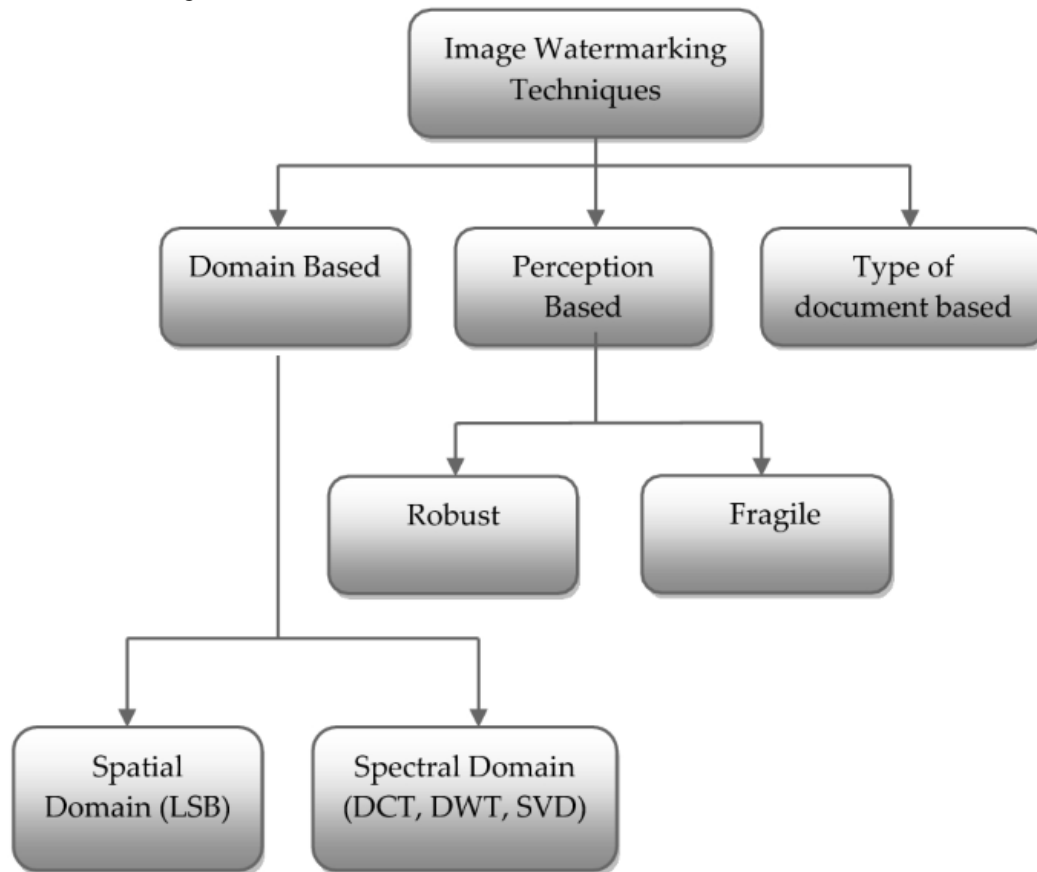 Image Watermarking
Techniques
Domain Based
Perception
Based
Type of
document based
Robust
Fragile
Spatial
Domain (LSB)
Spectral Domain
(DCT, DWT, SVD)